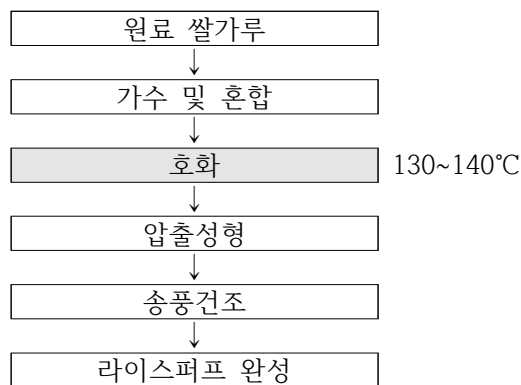 원료 쌀가루
가수 및 혼합
호화 130~140℃
압출성형
송풍건조
라이스퍼프 완성